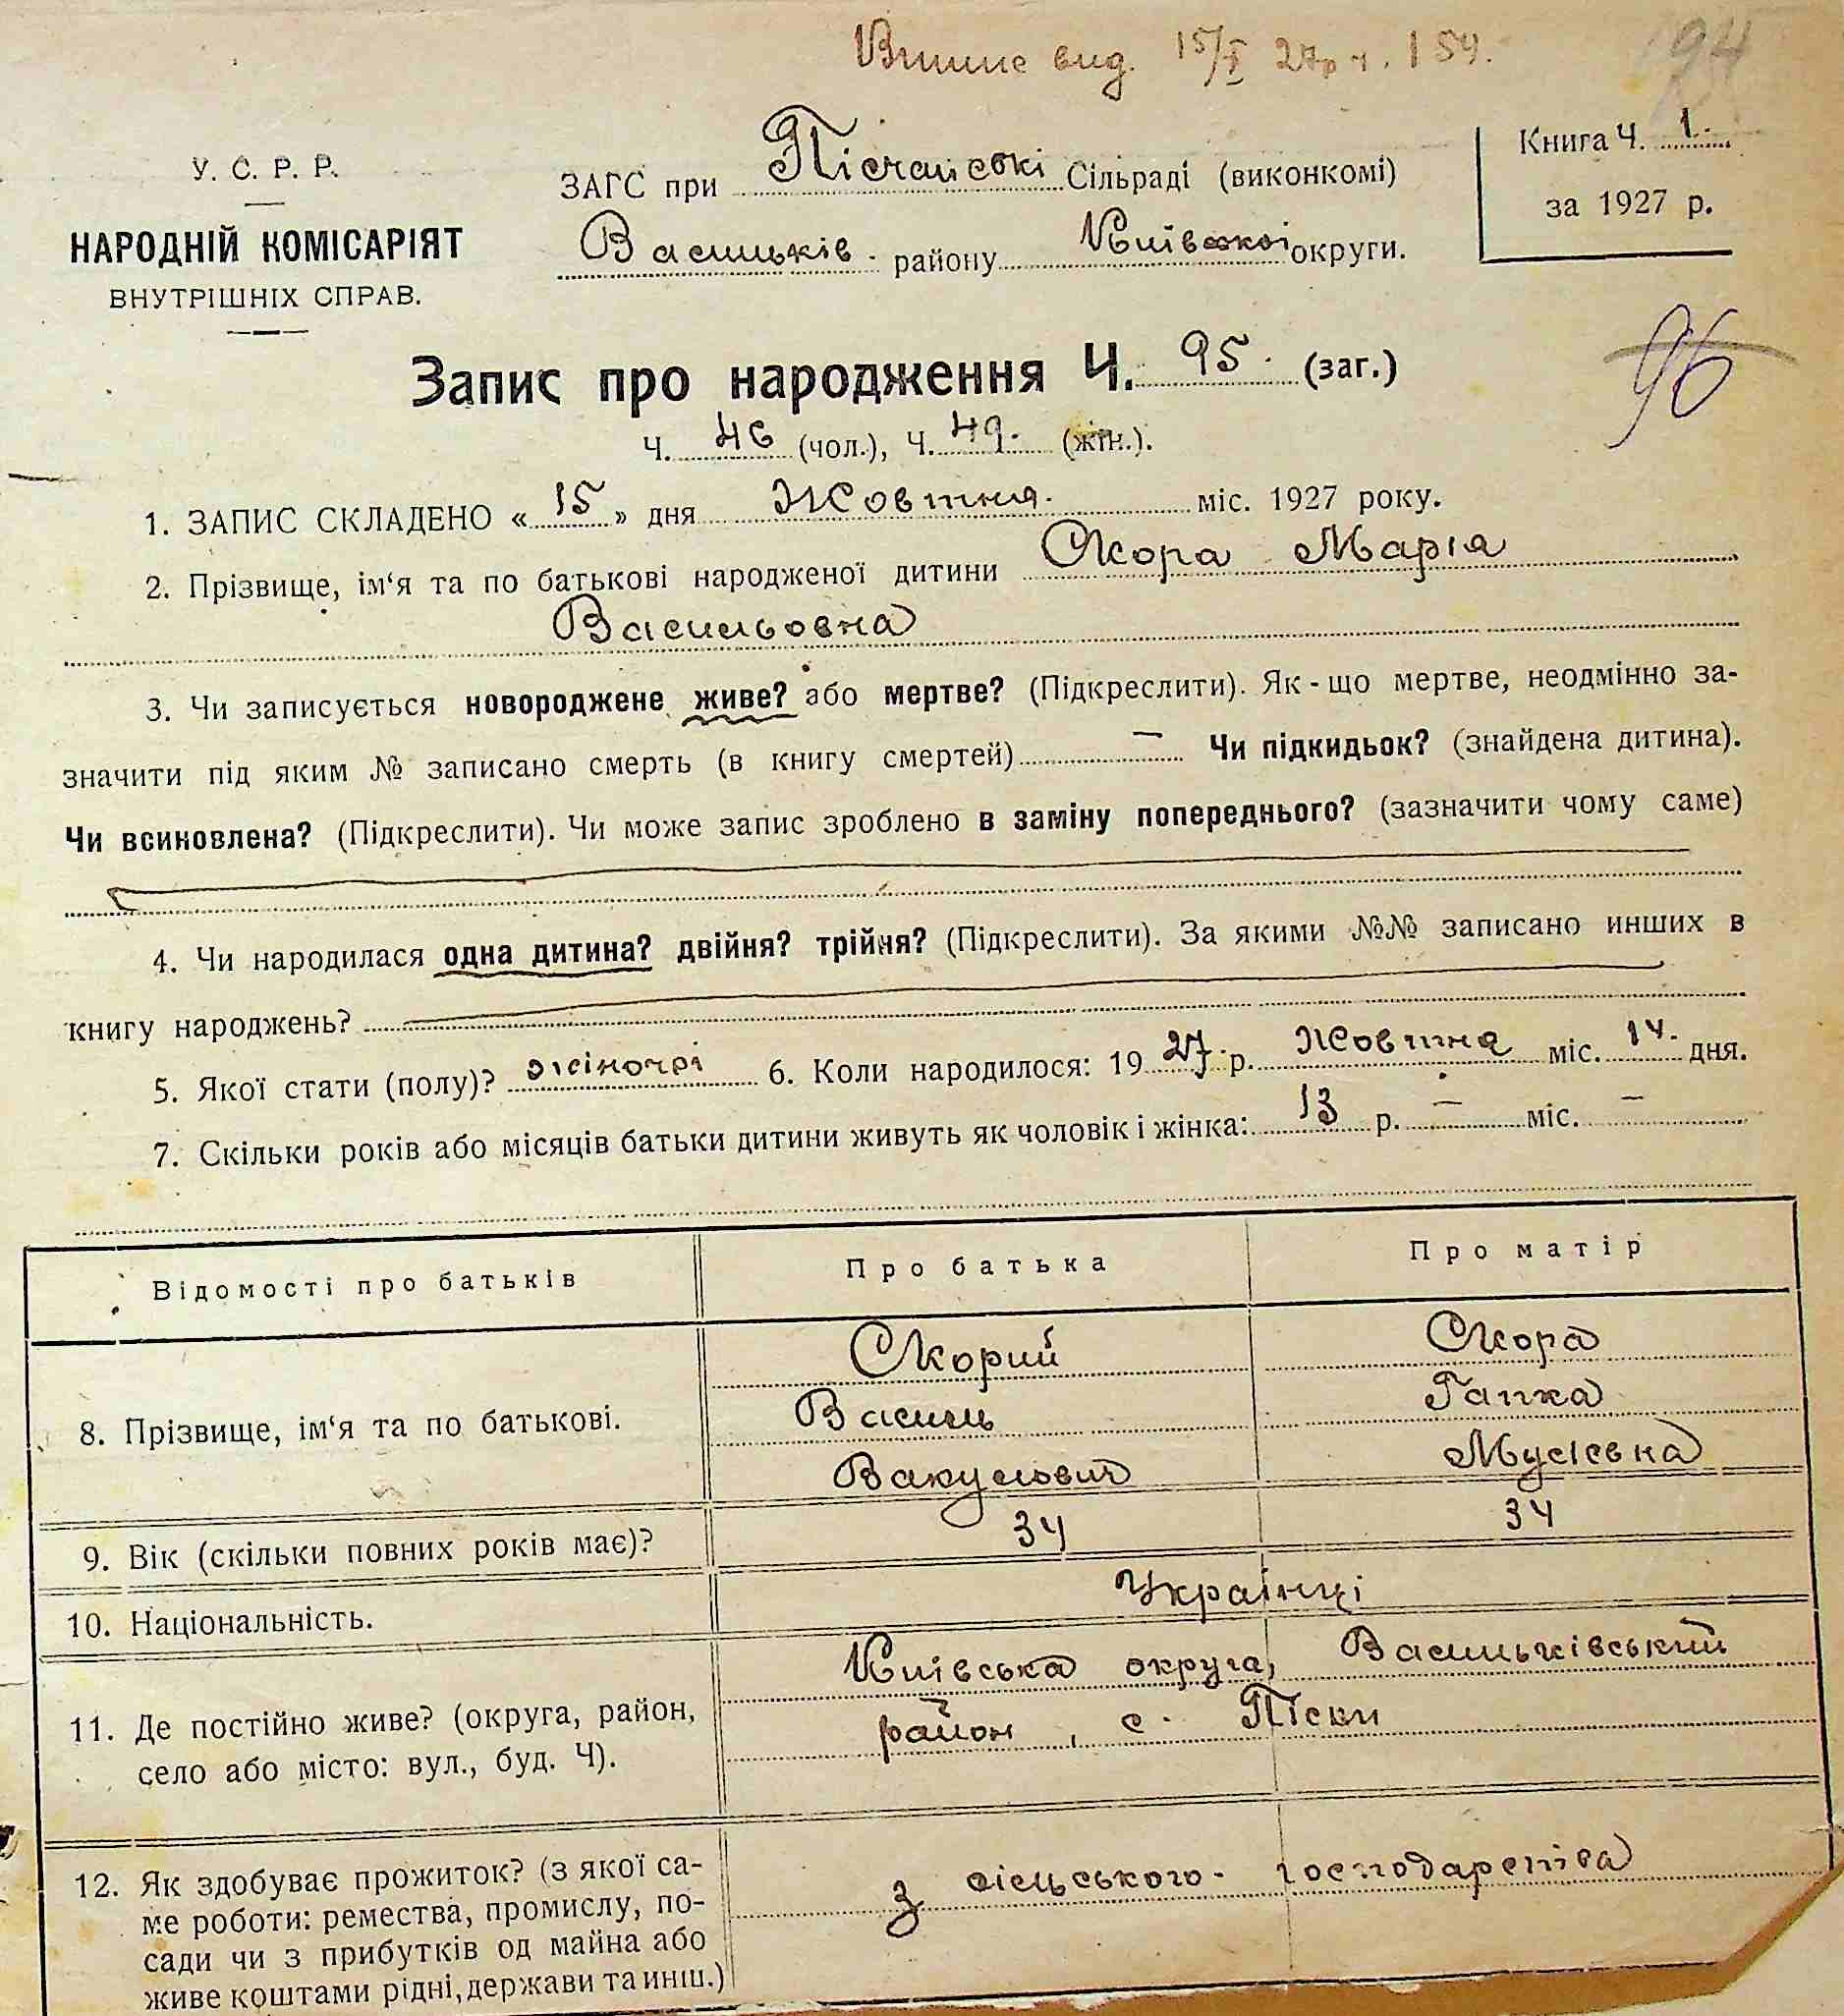 вид. 15/X 27р ч. 154.
94
У. С. Р. Р.
НАРОДНІЙ КОМІСАРІЯТ
ВНУТРІШНІХ СПРАВ.
ЗАГС при Пісчанські Сільраді (виконкомі)
Васильків. району Київської округи.
Книга Ч. 1.
за 1927 р.
96
Запис про народження Ч. 95. (заг.)
Ч. 46 (чол.), Ч. 49. (жін.).
1. ЗАПИС СКЛАДЕНО «15» дня Жовтня. міс. 1927 року.
2. Прізвище, ім‘я та по батькові народженої дитини Скора Марія
Васильовна
3. Чи записується новороджене живе? або мертве? (Підкреслити). Як-що мертве, неодмінно за-
значити під яким № записано смерть (в книгу смертей) — Чи підкидьок? (знайдена дитина).
Чи всиновлена? (Підкреслити). Чи може запис зроблено в заміну попереднього? (зазначити чому саме)
4. Чи народилася одна дитина? двійня? трійня? (Підкреслити). За якими №№ записано инших в
книгу народжень?
5. Якої стати (полу)? жіночоі 6. Коли народилося: 1927 р. Жовтня міс. 14. дня.
7. Скільки років або місяців батьки дитини живуть як чоловік і жінка: 13 р. — міс. —
Відомості про батьків Про батька Про матір
8. Прізвище, ім‘я та по батькові.
Скорий Скора
Василь Гапка
Вакулович Мусіївна
9. Вік (скільки повних років має)? 34 34
10. Національність. Українці
11. Де постійно живе? (округа, район,
село або місто: вул., буд. Ч).
Київська округа, Васильківський
район, с. Піски
12. Як здобуває прожиток? (з якої са-
ме роботи: ремества, промислу, по-
сади чи з прибутків од майна або
живе коштами рідні, держави та инш.)
з сільського господарства